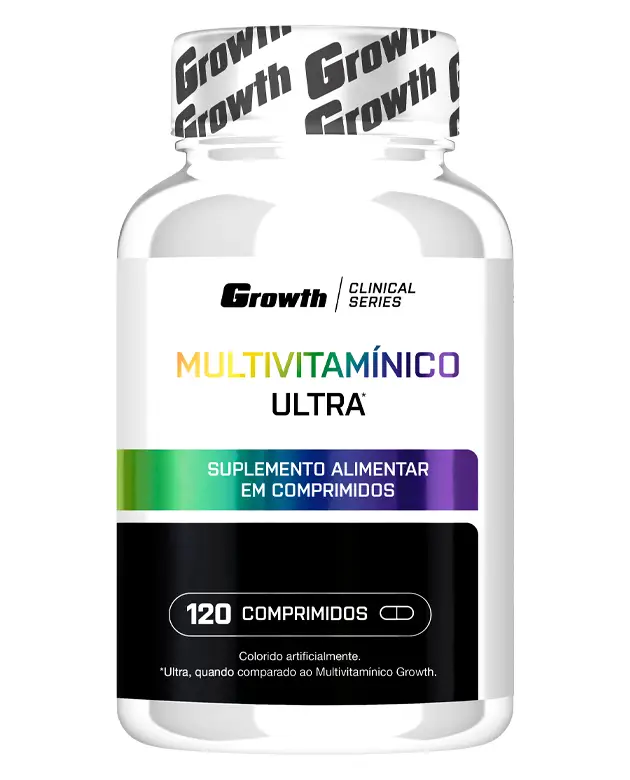 Growth Growth
Growth Growth
Growth
CLINICAL
SERIES
MULTIVITAMÍNICO
ULTRA*
SUPLEMENTO ALIMENTAR
EM COMPRIMIDOS
120 COMPRIMIDOS
Colorido artificialmente.
*Ultra, quando comparado ao Multivitamínico Growth.